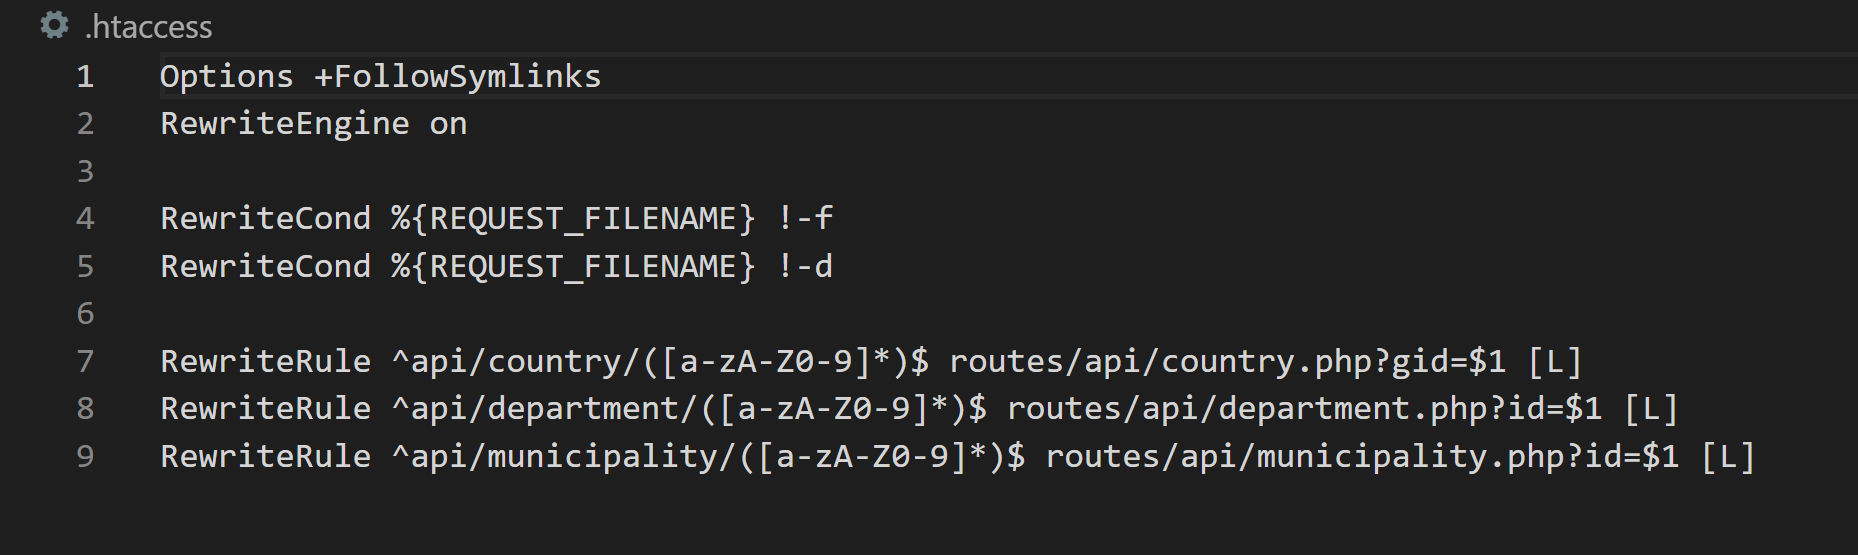 .htaccess
1 Options +FollowSymlinks
2 RewriteEngine on
3
4 RewriteCond %{REQUEST_FILENAME} !-f
5 RewriteCond %{REQUEST_FILENAME} !-d
6
7 RewriteRule ^api/country/([a-zA-Z0-9]*)$ routes/api/country.php?gid=$1 [L]
8 RewriteRule ^api/department/([a-zA-Z0-9]*)$ routes/api/department.php?id=$1 [L]
9 RewriteRule ^api/municipality/([a-zA-Z0-9]*)$ routes/api/municipality.php?id=$1 [L]